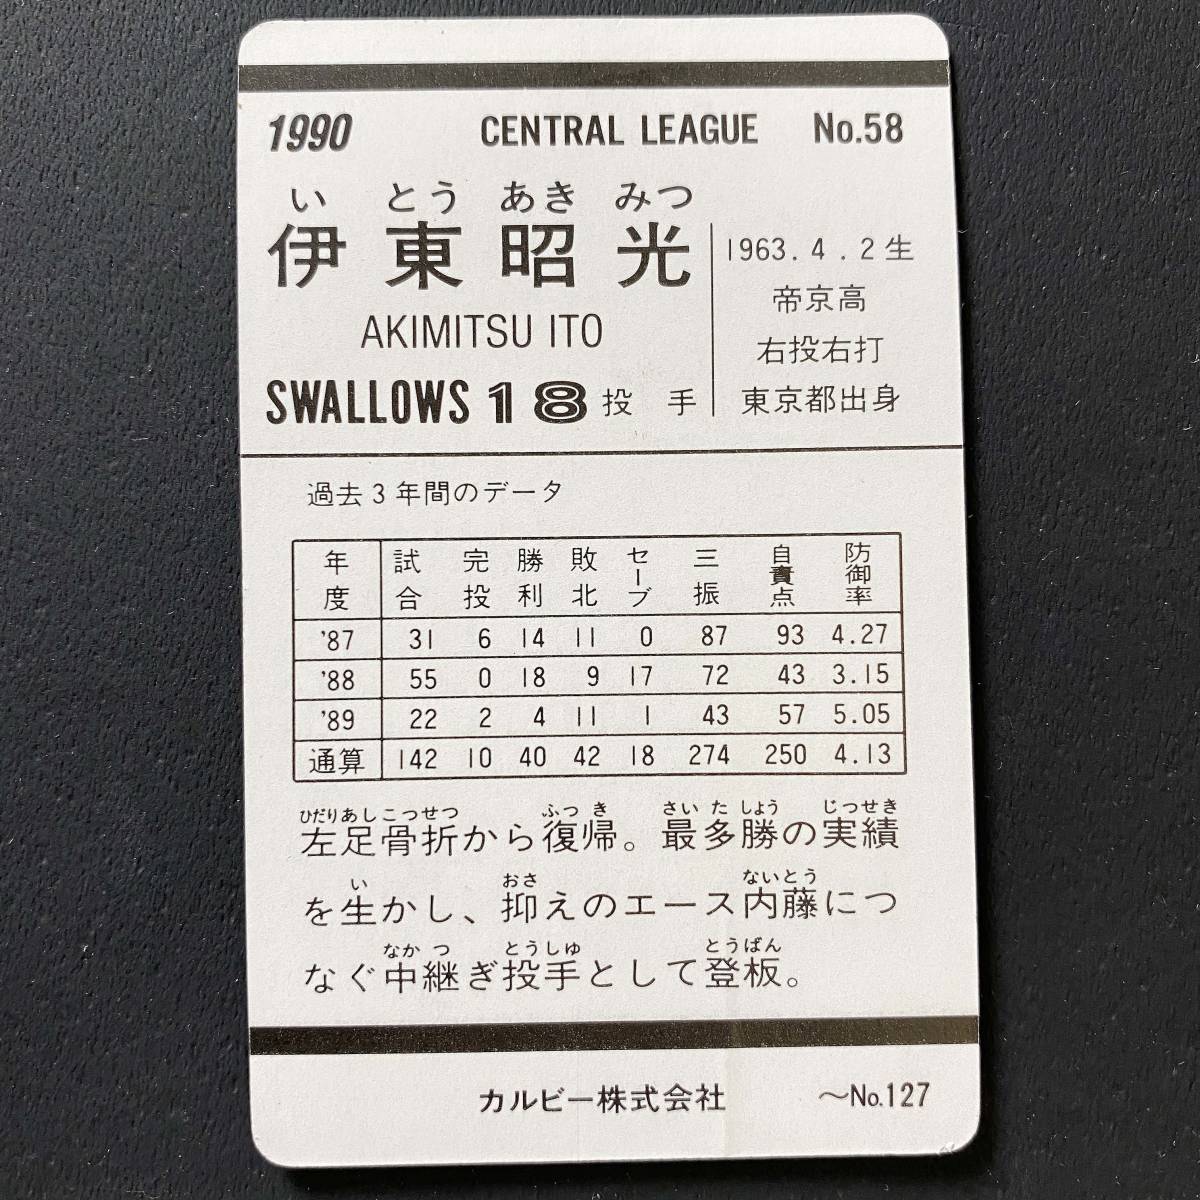 1990 CENTRAL LEAGUE No.58
い とう あき みつ
伊東昭光
AKIMITSU ITO
SWALLOWS 18 投手
1963.4.2生
帝京高
右投右打
東京都出身
過去3年間のデータ
年度 試合 完投 勝利 敗北 セーブ 三振 自責点 防御率
'87 31 6 14 11 0 87 93 4.27
'88 55 0 18 9 17 72 43 3.15
'89 22 2 4 11 1 43 57 5.05
通算 142 10 40 42 18 274 250 4.13
ひだりあしこっせつ ふっ き さい た しょう じっせき
左足骨折から復帰。最多勝の実績
い おさ ないとう
を生かし、抑えのエース内藤につ
なか つ とうしゅ とうばん
なぐ中継ぎ投手として登板。
カルビー株式会社 〜No.127